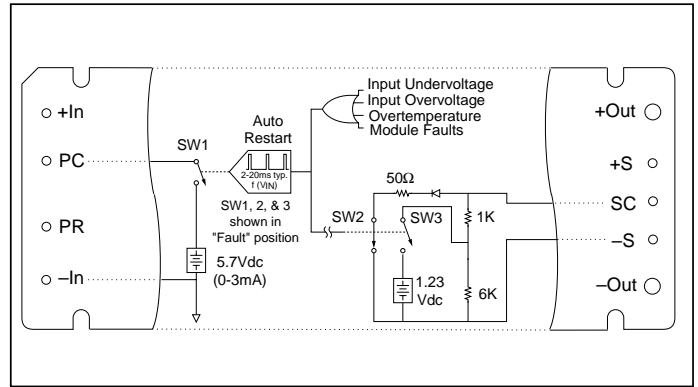 +In
PC
PR
–In
SW1
Auto
Restart
2-20ms typ.
f (VIN)
SW1, 2, & 3
shown in
"Fault" position
5.7Vdc
(0-3mA)
Input Undervoltage
Input Overvoltage
Overtemperature
Module Faults
50Ω
SW2
SW3
1K
1.23
Vdc
6K
+Out
+S
SC
–S
–Out